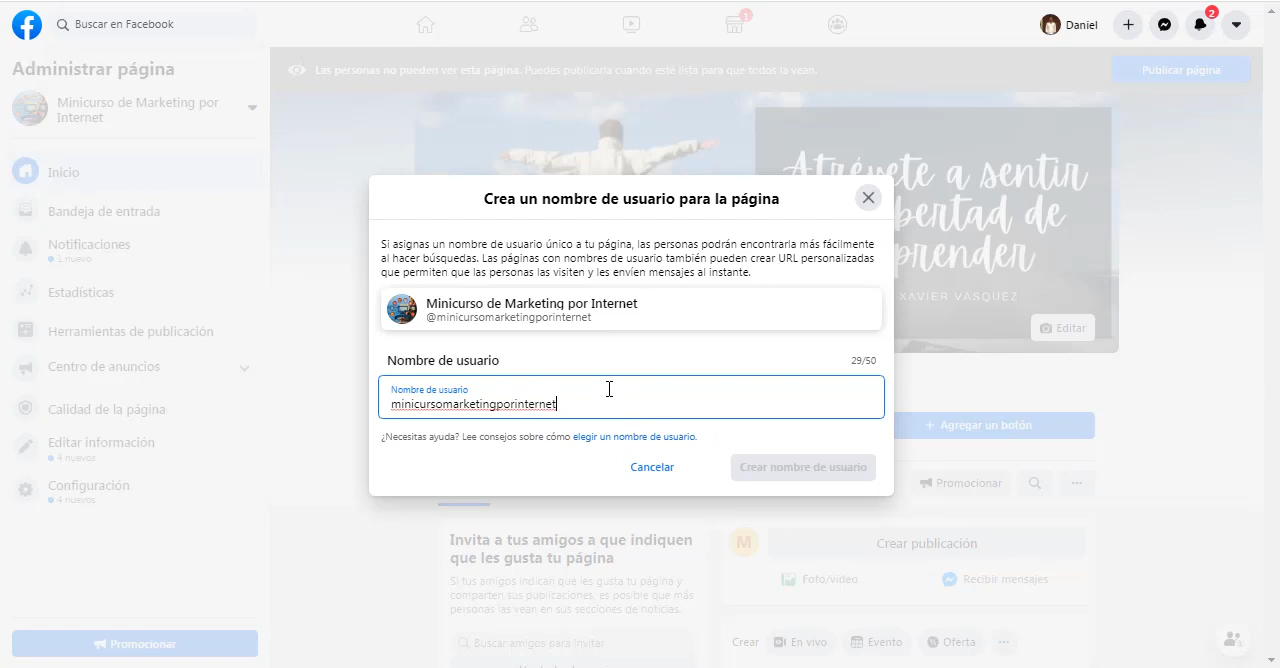 Buscar en Facebook
1
Daniel
2
Administrar página
Minicurso de Marketing por
Internet
Inicio
Bandeja de entrada
Notificaciones
1 nuevo
Estadísticas
Herramientas de publicación
Centro de anuncios
Calidad de la página
Editar información
4 nuevos
Configuración
4 nuevos
Promocionar
Las personas no pueden ver esta página. Puedes publicarla cuando esté lista para que todos la vean.
Publicar página
Atrévete a sentir
bertad de
prender
XAVIER VASQUEZ
Editar
Crea un nombre de usuario para la página
Si asignas un nombre de usuario único a tu página, las personas podrán encontrarla más fácilmente
al hacer búsquedas. Las páginas con nombres de usuario también pueden crear URL personalizadas
que permiten que las personas las visiten y les envíen mensajes al instante.
Minicurso de Marketing por Internet
@minicursomarketingporinternet
Nombre de usuario
29/50
Nombre de usuario
minicursomarketingporinternet
¿Necesitas ayuda? Lee consejos sobre cómo elegir un nombre de usuario.
Cancelar
Crear nombre de usuario
+ Agregar un botón
Promocionar
Invita a tus amigos a que indiquen
que les gusta tu página
Si tus amigos indican que les gusta tu página y
comparten sus publicaciones, es posible que más
personas las vean en sus secciones de noticias.
Buscar amigos para invitar
M
Crear publicación
Foto/video
Recibir mensajes
Crear
En vivo
Evento
Oferta